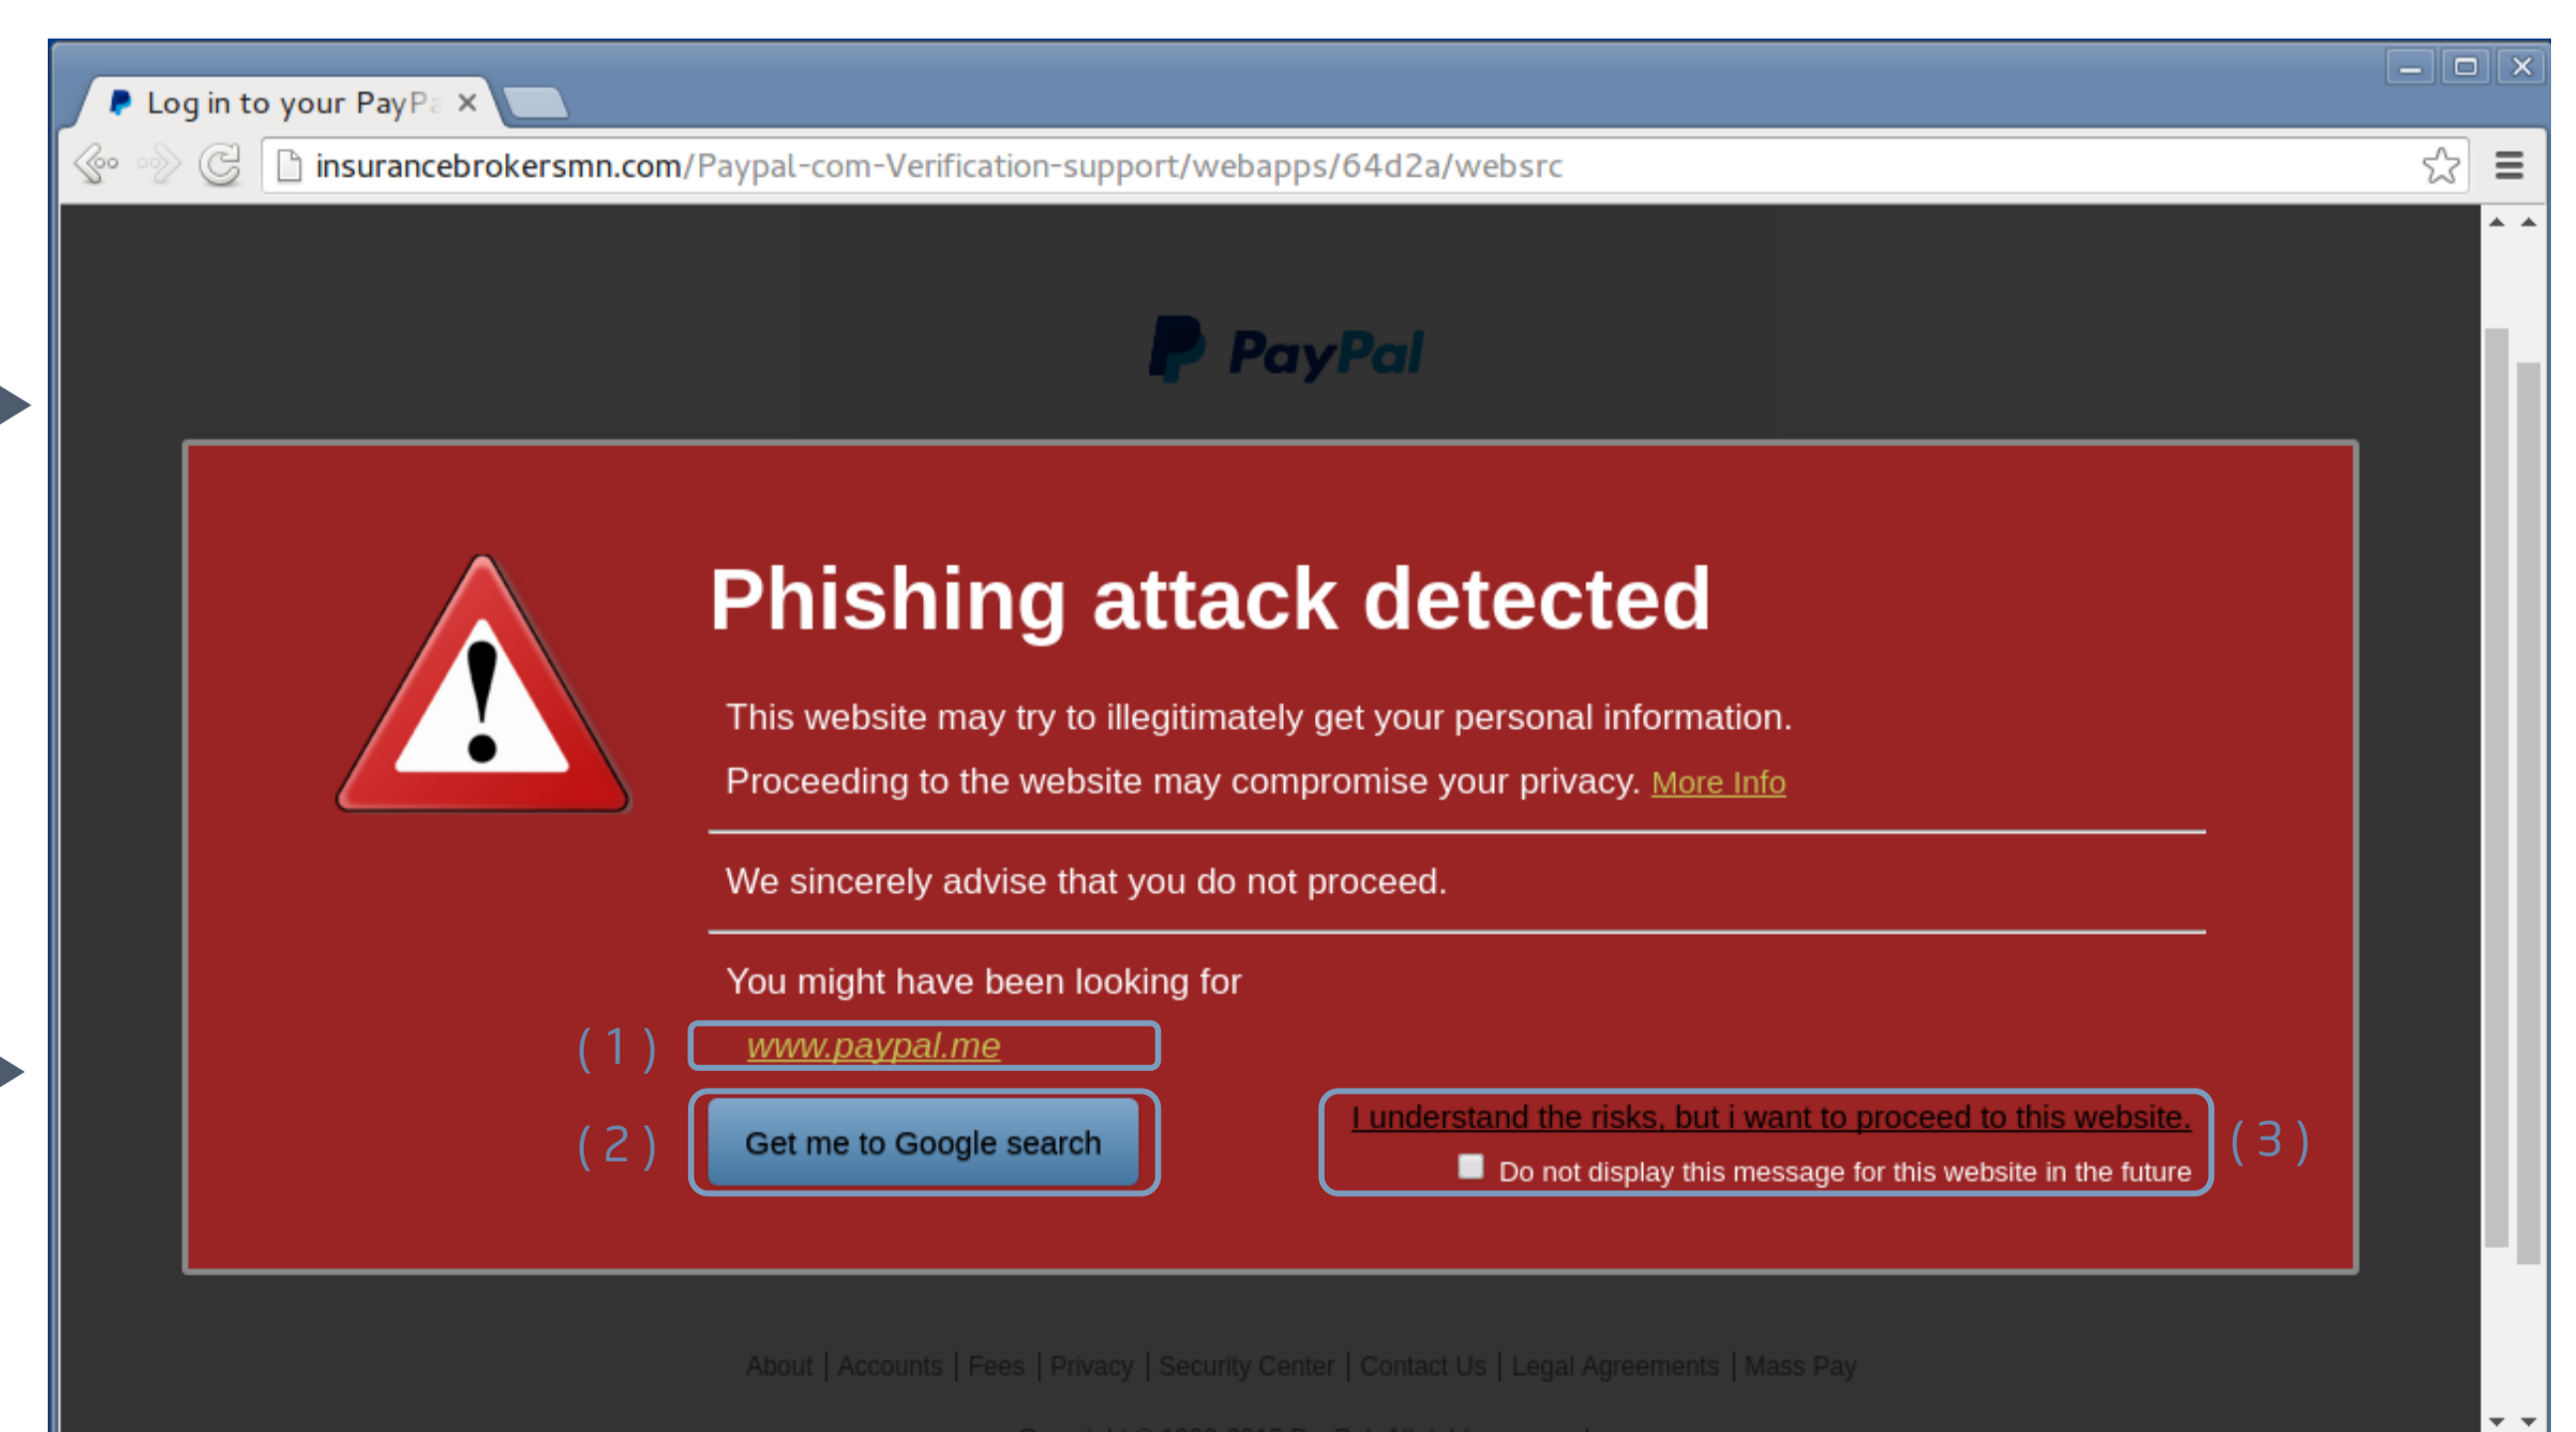 Log in to your PayPa
insurancebrokersmn.com/Paypal-com-Verification-support/webapps/64d2a/websrc
PayPal
Phishing attack detected
This website may try to illegitimately get your personal information.
Proceeding to the website may compromise your privacy. More Info
We sincerely advise that you do not proceed.
You might have been looking for
(1) www.paypal.me
(2) Get me to Google search
I understand the risks, but i want to proceed to this website. (3)
Do not display this message for this website in the future
About | Accounts | Fees | Privacy | Security Center | Contact Us | Legal Agreements | Mass Pay